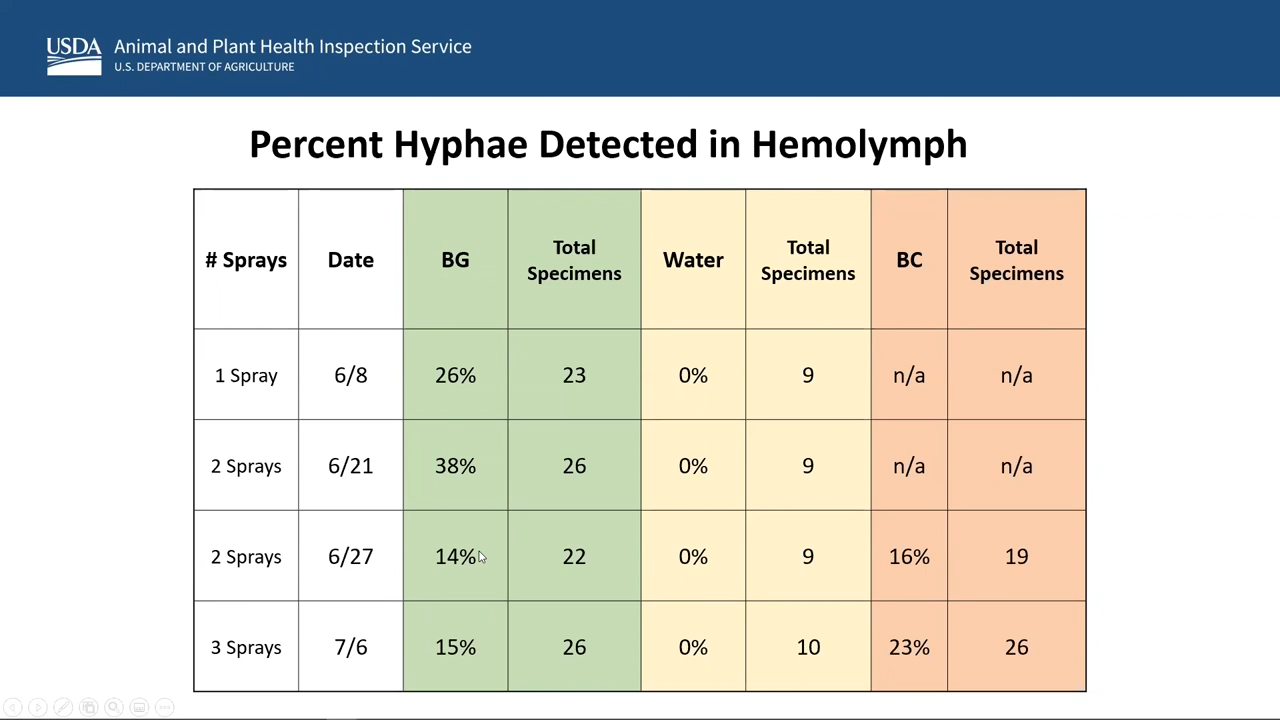 USDA Animal and Plant Health Inspection Service
U.S. DEPARTMENT OF AGRICULTURE
Percent Hyphae Detected in Hemolymph
# Sprays Date BG Total Specimens Water Total Specimens BC Total Specimens
1 Spray 6/8 26% 23 0% 9 n/a n/a
2 Sprays 6/21 38% 26 0% 9 n/a n/a
2 Sprays 6/27 14% 22 0% 9 16% 19
3 Sprays 7/6 15% 26 0% 10 23% 26